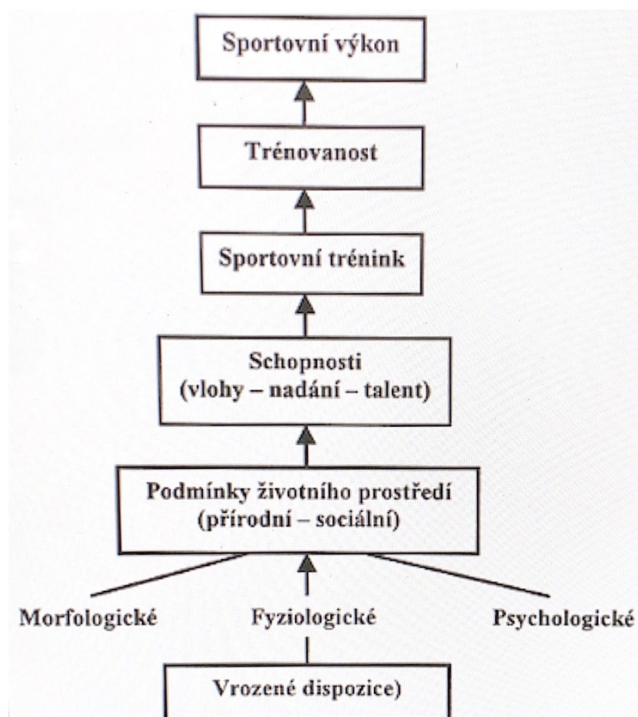 Sportovní výkon
Trénovanost
Sportovní trénink
Schopnosti
(vlohy – nadání – talent)
Podmínky životního prostředí
(přírodní – sociální)
Morfologické Fyziologické Psychologické
Vrozené dispozice)